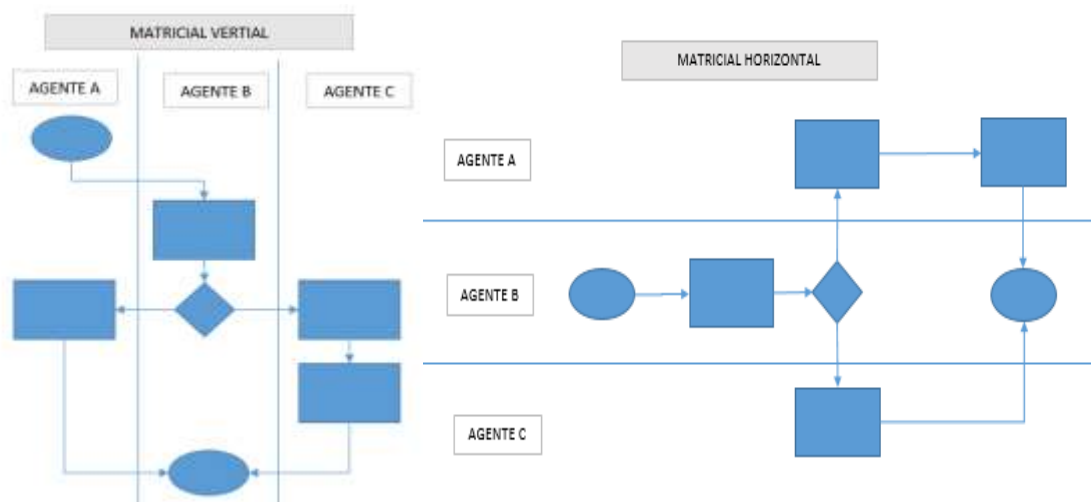 MATRICIAL VERTIAL
AGENTE A
AGENTE B
AGENTE C
MATRICIAL HORIZONTAL
AGENTE A
AGENTE B
AGENTE C